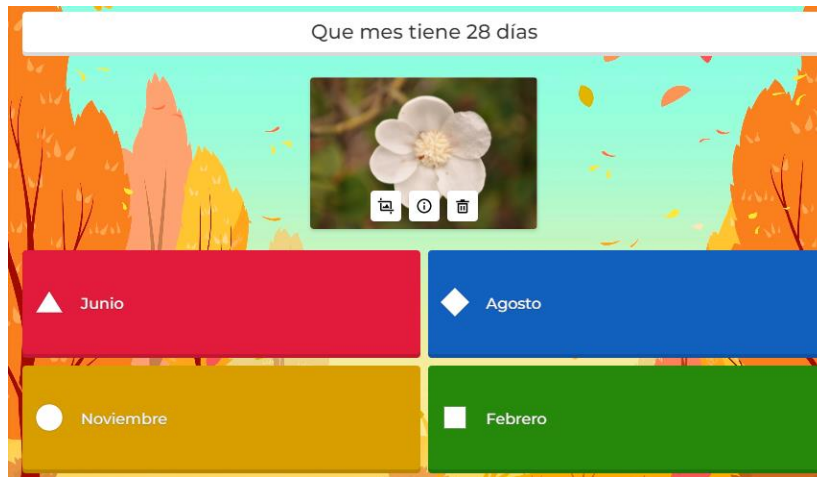 Que mes tiene 28 días
Junio
Agosto
Noviembre
Febrero